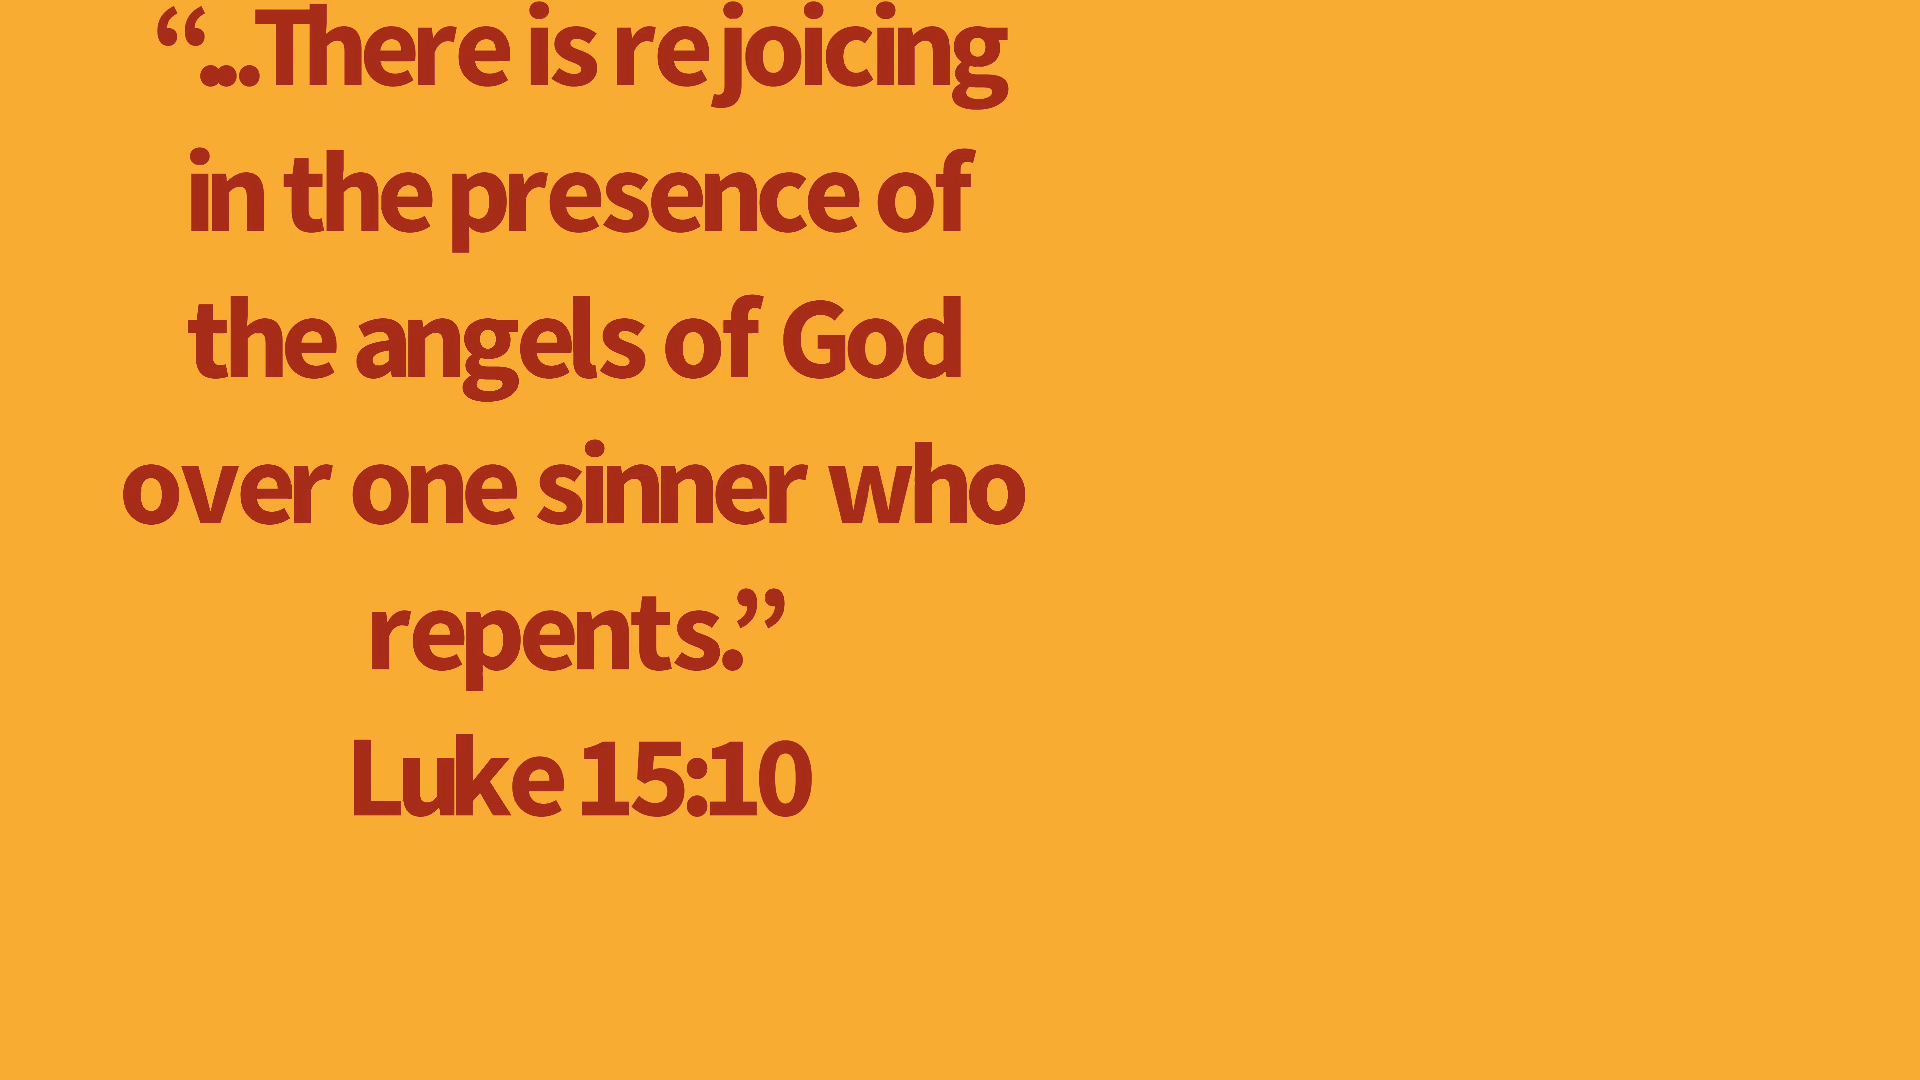 “...There is rejoicing
in the presence of
the angels of God
over one sinner who
repents.”
Luke 15:10